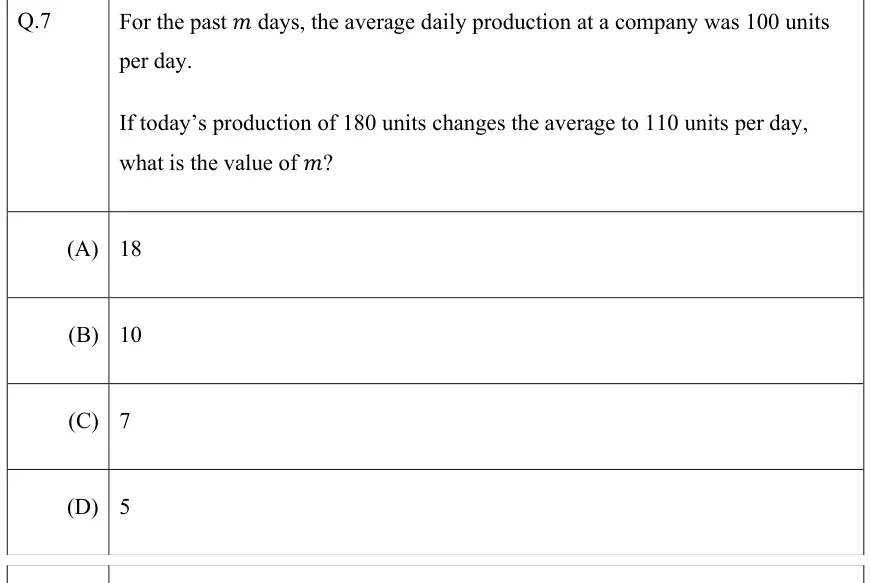 Q.7 For the past 𝑚 days, the average daily production at a company was 100 units
per day.
If today’s production of 180 units changes the average to 110 units per day,
what is the value of 𝑚?
(A) 18
(B) 10
(C) 7
(D) 5